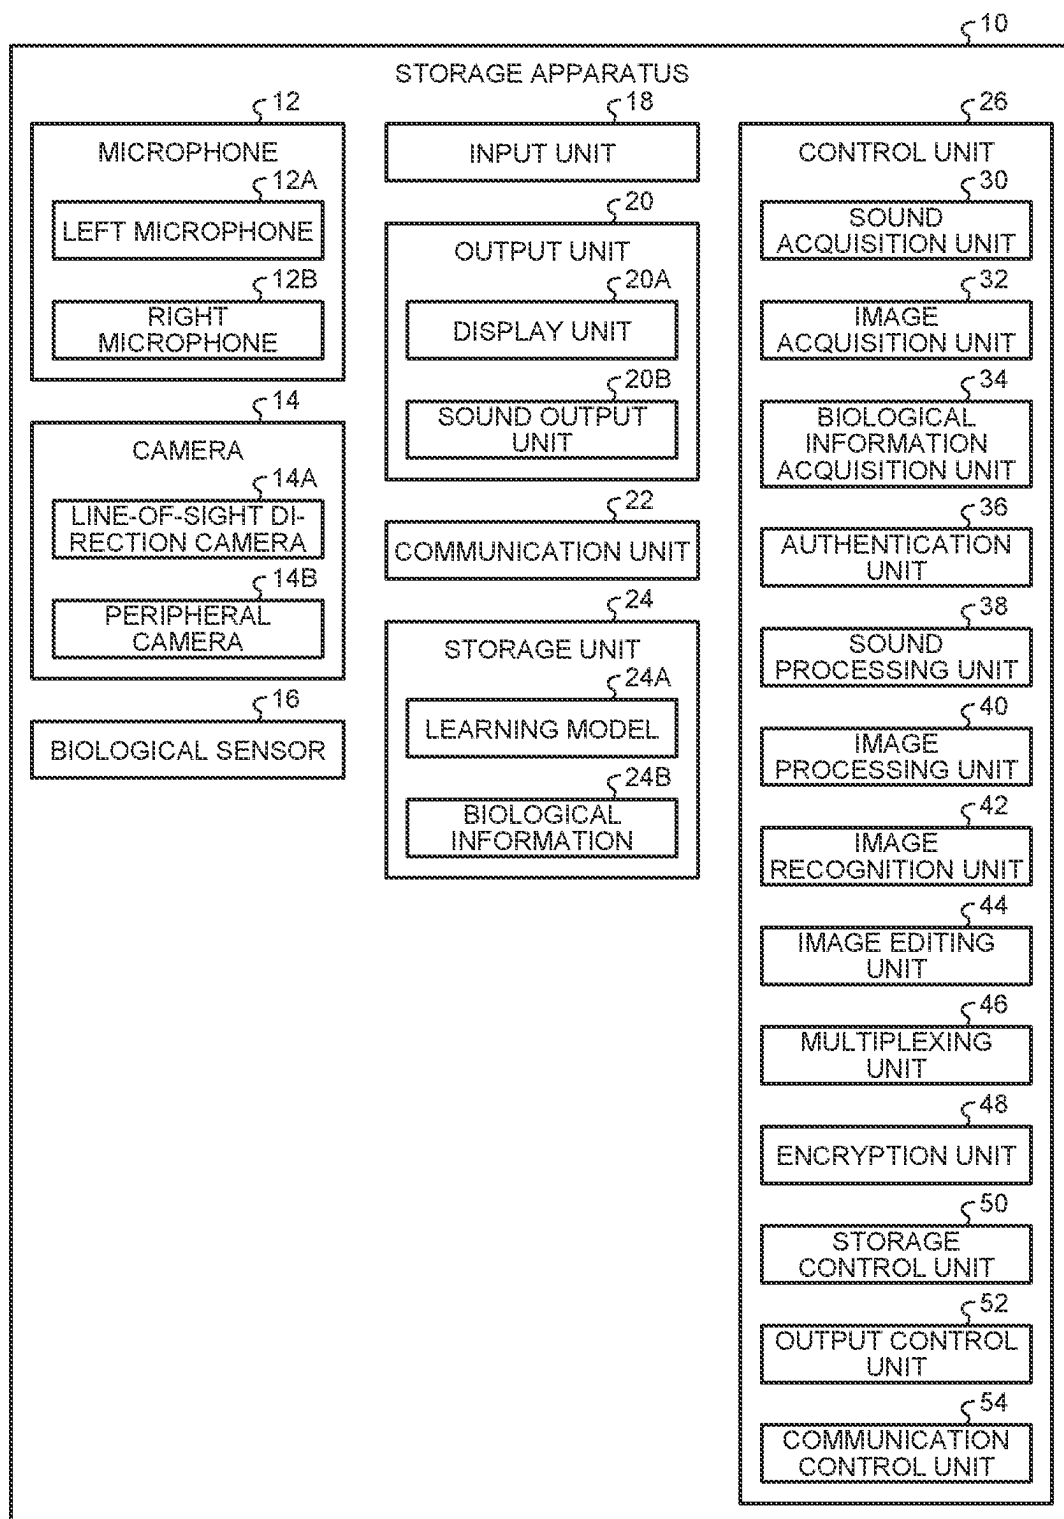 10
STORAGE APPARATUS
12
MICROPHONE
12A
LEFT MICROPHONE
12B
RIGHT
MICROPHONE
14
CAMERA
14A
LINE-OF-SIGHT DI-
RECTION CAMERA
14B
PERIPHERAL
CAMERA
16
BIOLOGICAL SENSOR
18
INPUT UNIT
20
OUTPUT UNIT
20A
DISPLAY UNIT
20B
SOUND OUTPUT
UNIT
22
COMMUNICATION UNIT
24
STORAGE UNIT
24A
LEARNING MODEL
24B
BIOLOGICAL
INFORMATION
26
CONTROL UNIT
30
SOUND
ACQUISITION UNIT
32
IMAGE
ACQUISITION UNIT
34
BIOLOGICAL
INFORMATION
ACQUISITION UNIT
36
AUTHENTICATION
UNIT
38
SOUND
PROCESSING UNIT
40
IMAGE
PROCESSING UNIT
42
IMAGE
RECOGNITION UNIT
44
IMAGE EDITING
UNIT
46
MULTIPLEXING
UNIT
48
ENCRYPTION UNIT
50
STORAGE
CONTROL UNIT
52
OUTPUT CONTROL
UNIT
54
COMMUNICATION
CONTROL UNIT